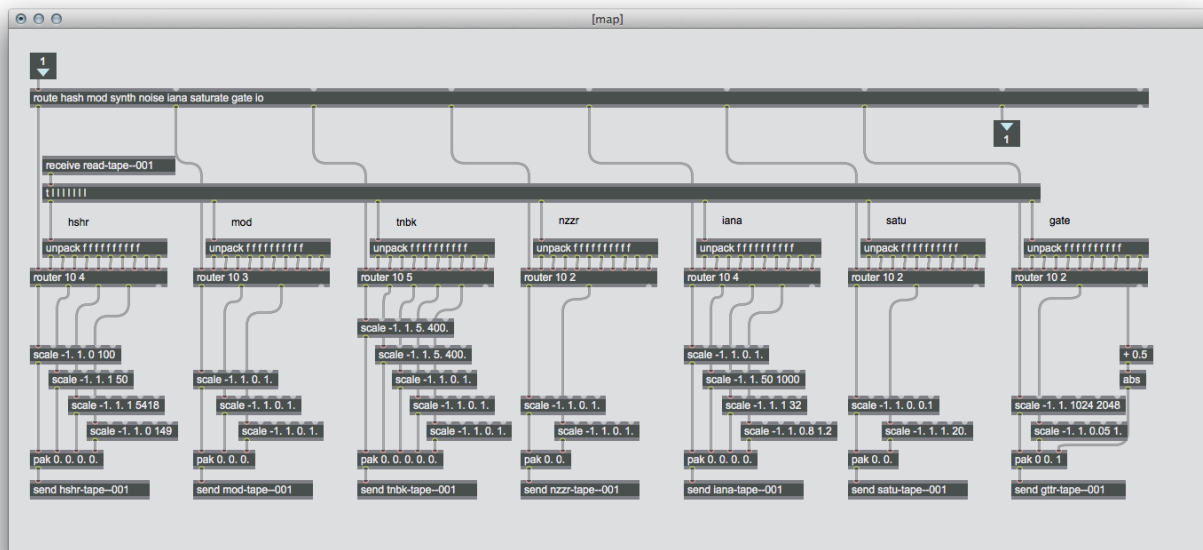 [map]
1
route hash mod synth noise iana saturate gate io
1
receive read-tape--001
t l l l l l l l
hshr mod tnbk nzzr iana satu gate
unpack f f f f f f f f f f unpack f f f f f f f f f f unpack f f f f f f f f f f unpack f f f f f f f f f f unpack f f f f f f f f f f unpack f f f f f f f f f f unpack f f f f f f f f f f
router 10 4 router 10 3 router 10 5 router 10 2 router 10 4 router 10 2 router 10 2
scale -1. 1. 5. 400.
scale -1. 1. 0 100 scale -1. 1. 5. 400. scale -1. 1. 0. 1. + 0.5
scale -1. 1. 1 50 scale -1. 1. 0. 1. scale -1. 1. 0. 1. scale -1. 1. 50 1000 abs
scale -1. 1. 1 5418 scale -1. 1. 0. 1. scale -1. 1. 0. 1. scale -1. 1. 0. 1. scale -1. 1. 1 32 scale -1. 1. 0. 0.1 scale -1. 1. 1024 2048
scale -1. 1. 0 149 scale -1. 1. 0. 1. scale -1. 1. 0. 1. scale -1. 1. 0. 1. scale -1. 1. 0.8 1.2 scale -1. 1. 1. 20. scale -1. 1. 0.05 1.
pak 0. 0. 0. 0. pak 0. 0. 0. pak 0. 0. 0. 0. 0. pak 0. 0. pak 0. 0. 0. 0. pak 0. 0. pak 0 0. 1
send hshr-tape--001 send mod-tape--001 send tnbk-tape--001 send nzzr-tape--001 send iana-tape--001 send satu-tape--001 send gttr-tape--001